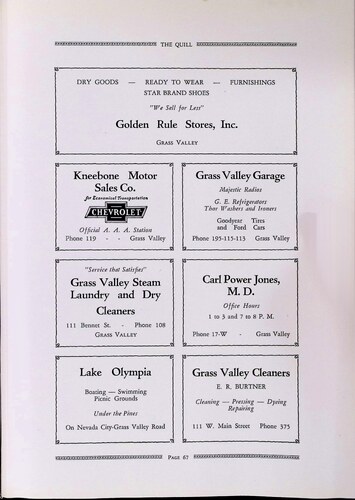 THE QUILL
DRY GOODS — READY TO WEAR — FURNISHINGS
STAR BRAND SHOES
"We Sell for Less"
Golden Rule Stores, Inc.
GRASS VALLEY
Kneebone Motor
Sales Co.
for Economical Transportation
CHEVROLET
Official A. A. A. Station
Phone 119 - - Grass Valley
Grass Valley Garage
Majestic Radios
G. E. Refrigerators
Thor Washers and Ironers
Goodyear Tires
and Ford Cars
Phone 195-115-113 Grass Valley
"Service that Satisfies"
Grass Valley Steam
Laundry and Dry
Cleaners
111 Bennet St. - Phone 108
GRASS VALLEY
Carl Power Jones,
M. D.
Office Hours
1 to 3 and 7 to 8 P. M.
Phone 17-W - Grass Valley
Lake Olympia
Boating — Swimming
Picnic Grounds
Under the Pines
On Nevada City-Grass Valley Road
Grass Valley Cleaners
E. R. BURTNER
Cleaning — Pressing — Dyeing
Repairing
111 W. Main Street Phone 375
PAGE 67